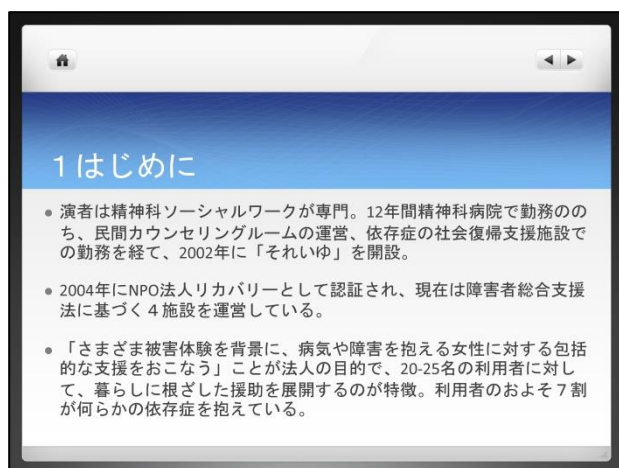 １はじめに
演者は精神科ソーシャルワークが専門。12年間精神科病院で勤務のの
ち、民間カウンセリングルームの運営、依存症の社会復帰支援施設で
の勤務を経て、2002年に「それいゆ」を開設。
2004年にNPO法人リカバリーとして認証され、現在は障害者総合支援
法に基づく４施設を運営している。
「さまざま被害体験を背景に、病気や障害を抱える女性に対する包括
的な支援をおこなう」ことが法人の目的で、20-25名の利用者に対し
て、暮らしに根ざした援助を展開するのが特徴。利用者のおよそ７割
が何らかの依存症を抱えている。